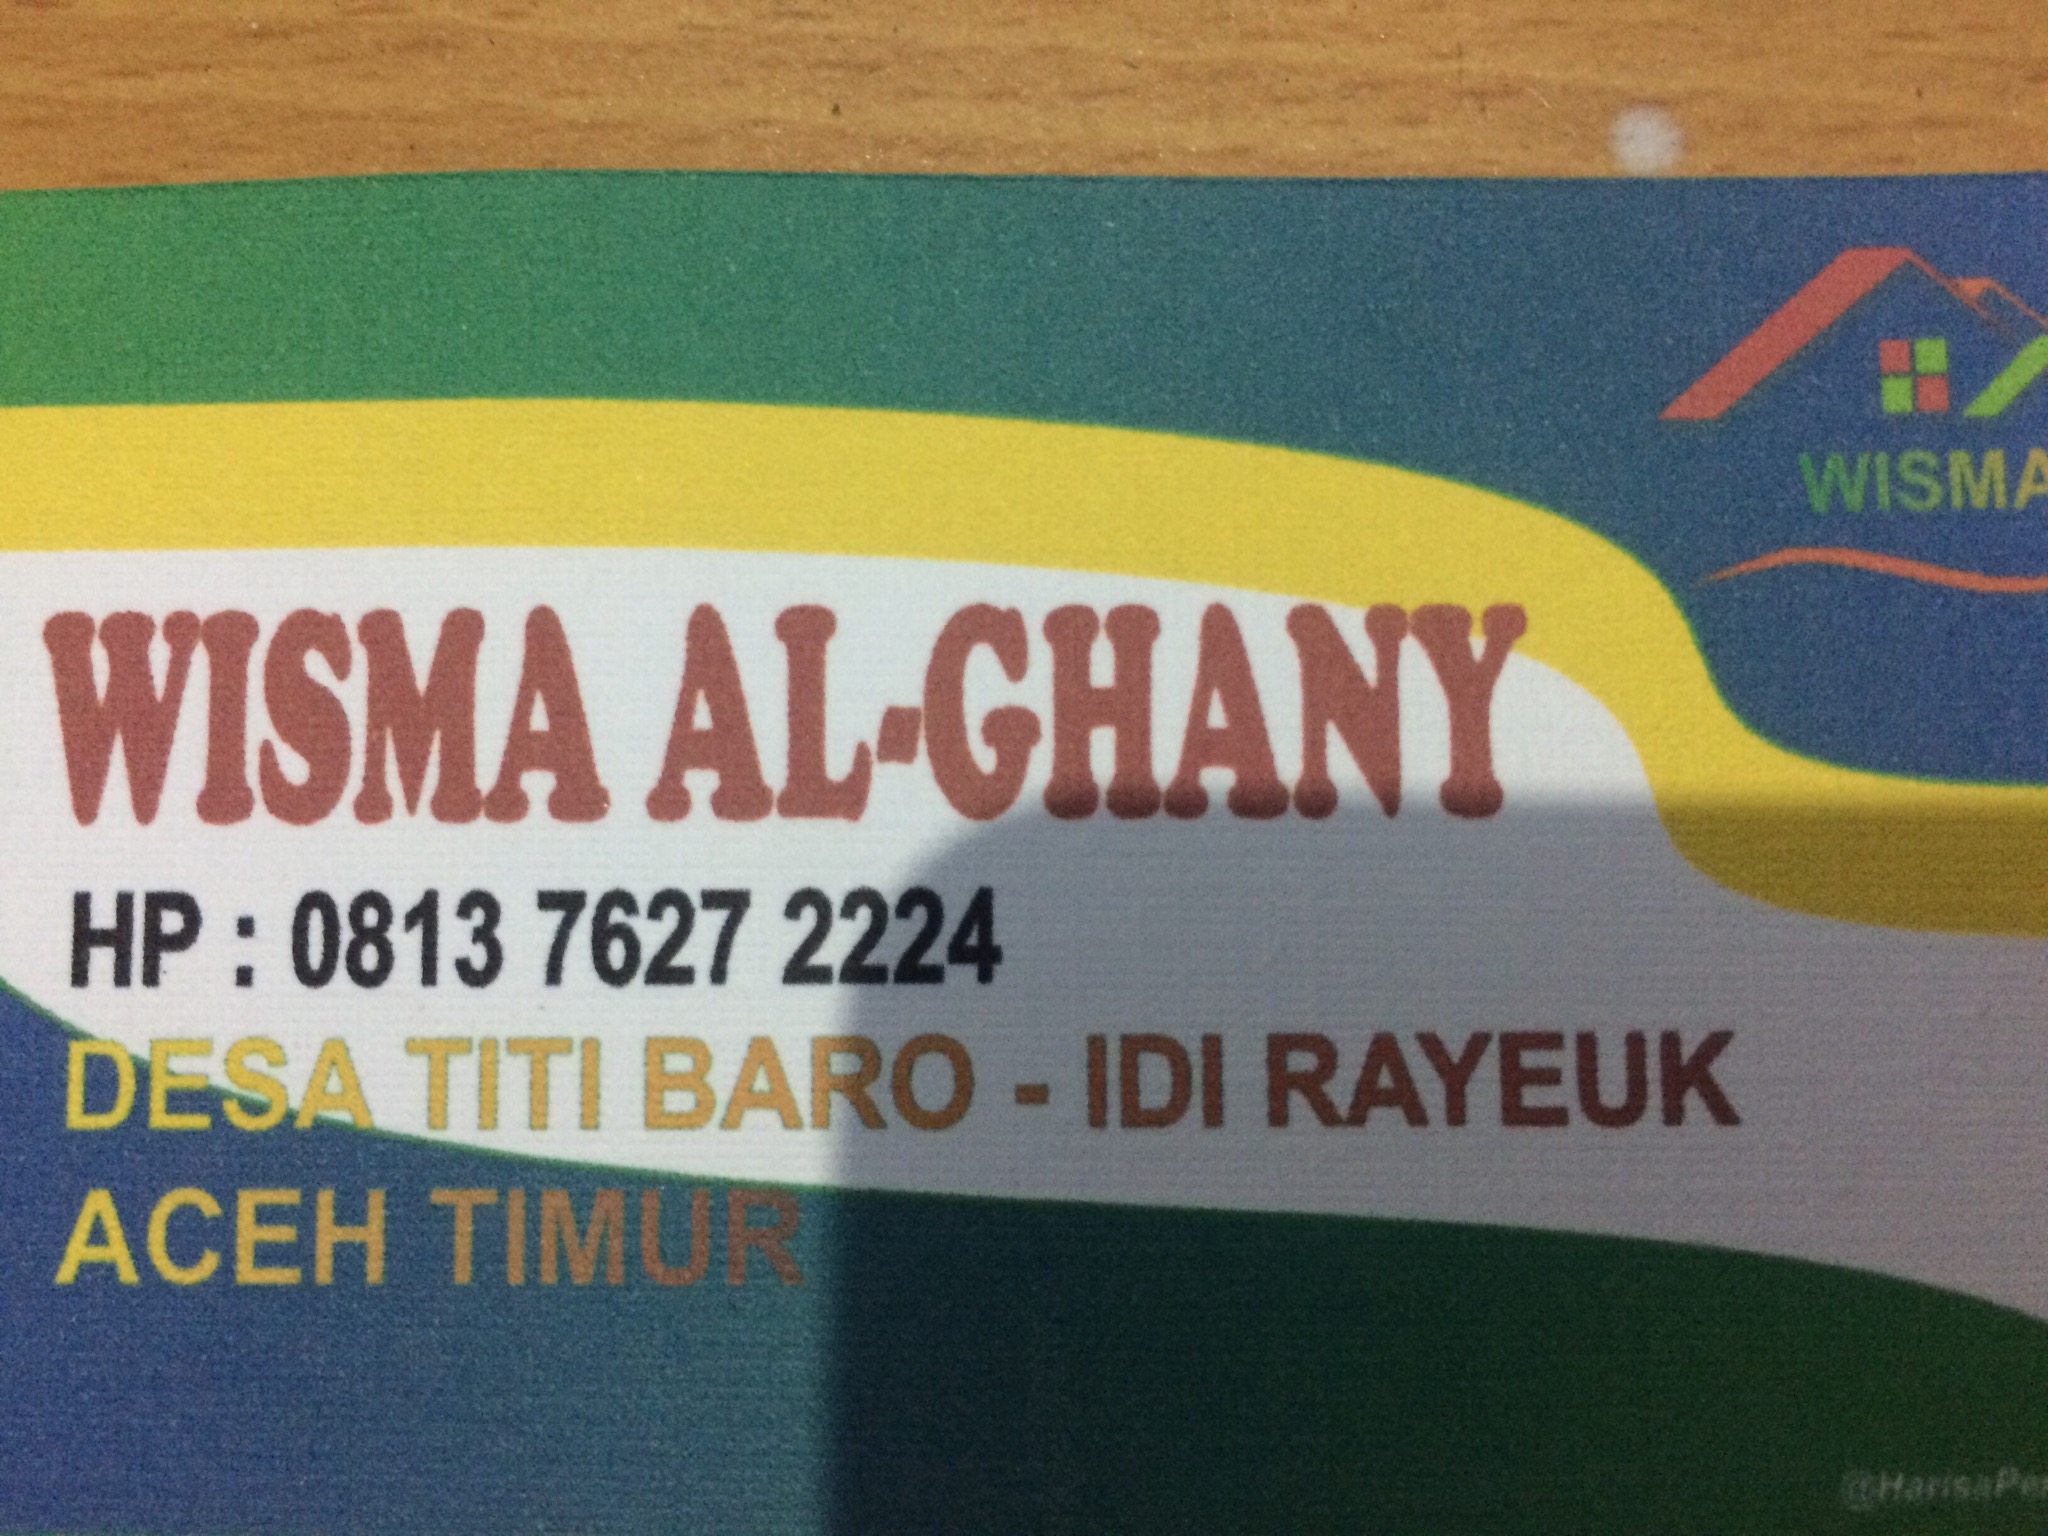 WISMA
WISMA AL-GHANY
HP : 0813 7627 2224
DESA TITI BARO - IDI RAYEUK
ACEH TIMUR